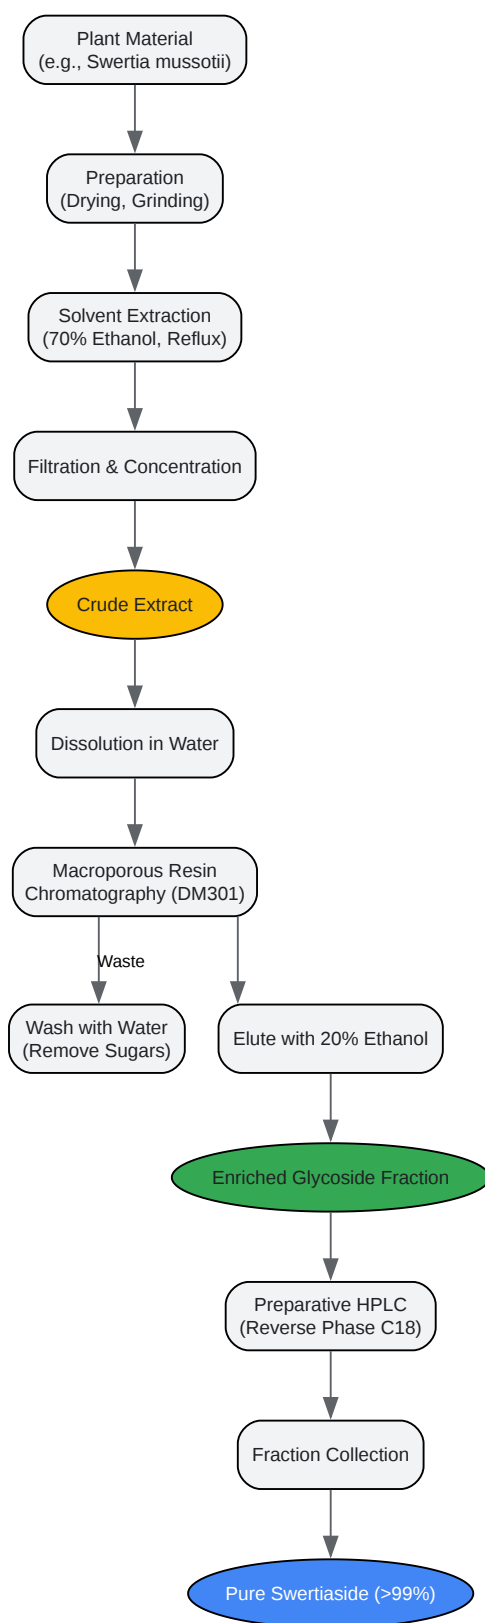 Plant Material
(e.g., Swertia mussotii)
Preparation
(Drying, Grinding)
Solvent Extraction
(70% Ethanol, Reflux)
Filtration & Concentration
Crude Extract
Dissolution in Water
Macroporous Resin
Chromatography (DM301)
Waste
Wash with Water
(Remove Sugars)
Elute with 20% Ethanol
Enriched Glycoside Fraction
Preparative HPLC
(Reverse Phase C18)
Fraction Collection
Pure Swertiaside (>99%)